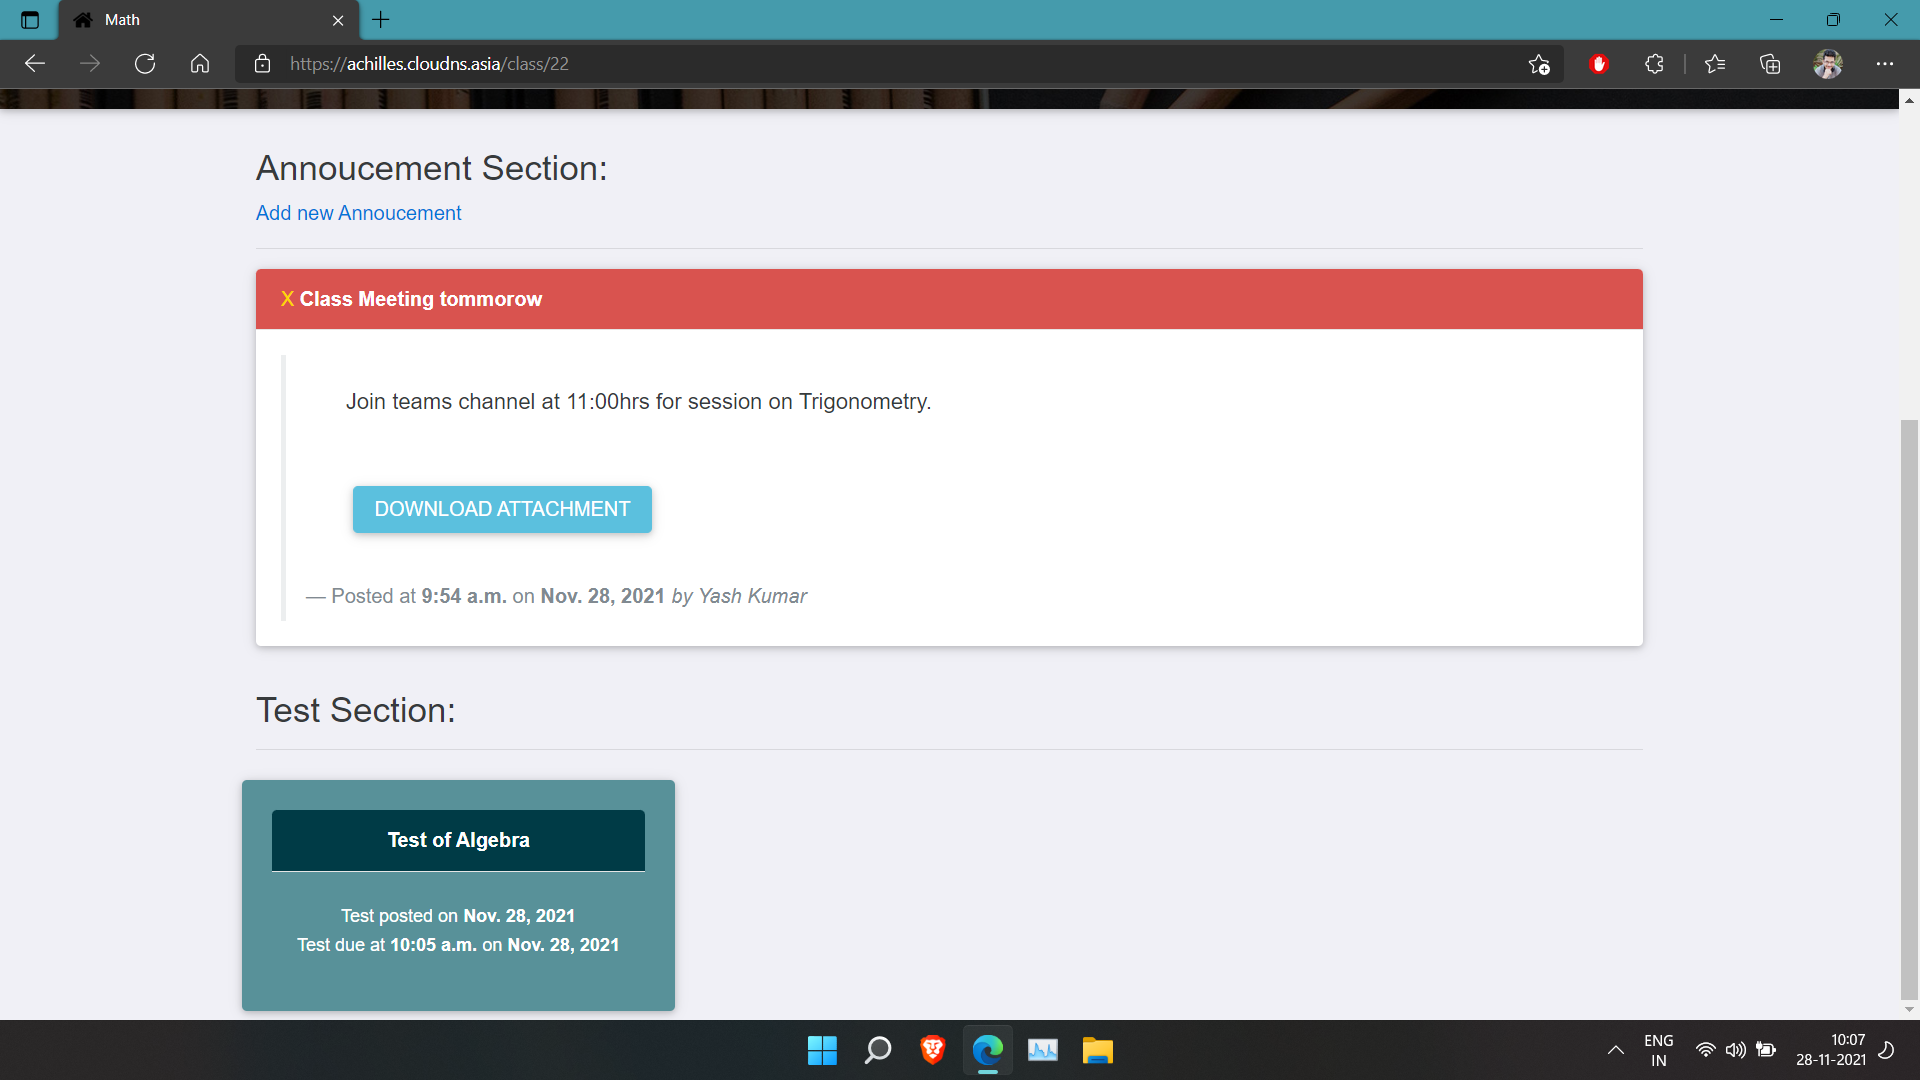 Math
https://achilles.cloudns.asia/class/22
Annoucement Section:
Add new Annoucement
X Class Meeting tommorow
Join teams channel at 11:00hrs for session on Trigonometry.
DOWNLOAD ATTACHMENT
— Posted at 9:54 a.m. on Nov. 28, 2021 by Yash Kumar
Test Section:
Test of Algebra
Test posted on Nov. 28, 2021
Test due at 10:05 a.m. on Nov. 28, 2021
ENG
IN
10:07
28-11-2021